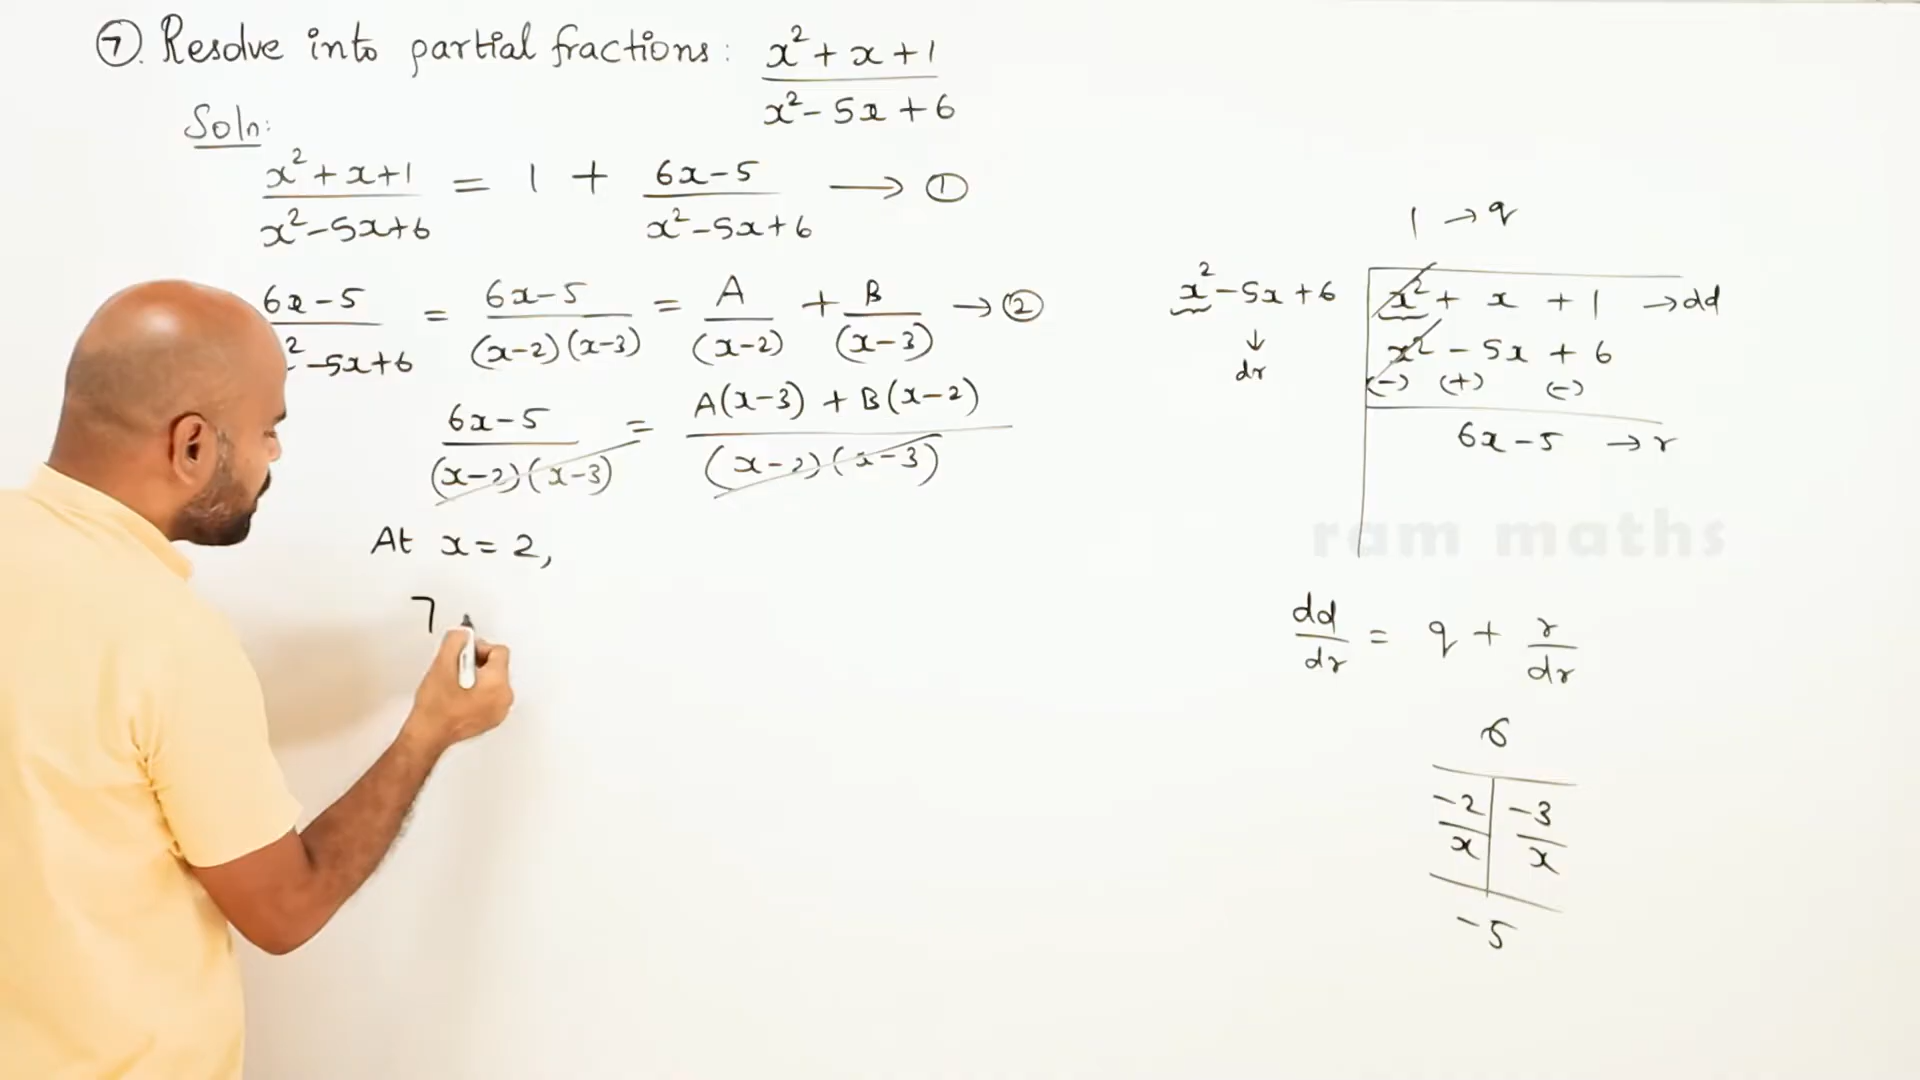 ⑦. Resolve into partial fractions: x²+x+1 / x²-5x+6
Soln:
x²+x+1 / x²-5x+6 = 1 + 6x-5 / x²-5x+6 → ①
6x-5 / ²-5x+6 = 6x-5 / (x-2)(x-3) = A / (x-2) + B / (x-3) → ②
6x-5 / (x-2)(x-3) = A(x-3) + B(x-2) / (x-2)(x-3)
At x=2,
7
1 → q
x²-5x+6 x² + x + 1 → dd
↓ x² - 5x + 6
dr (-) (+) (-)
6x-5 → r
ram maths
dd / dr = q + r / dr
6
-2 / x -3 / x
-5